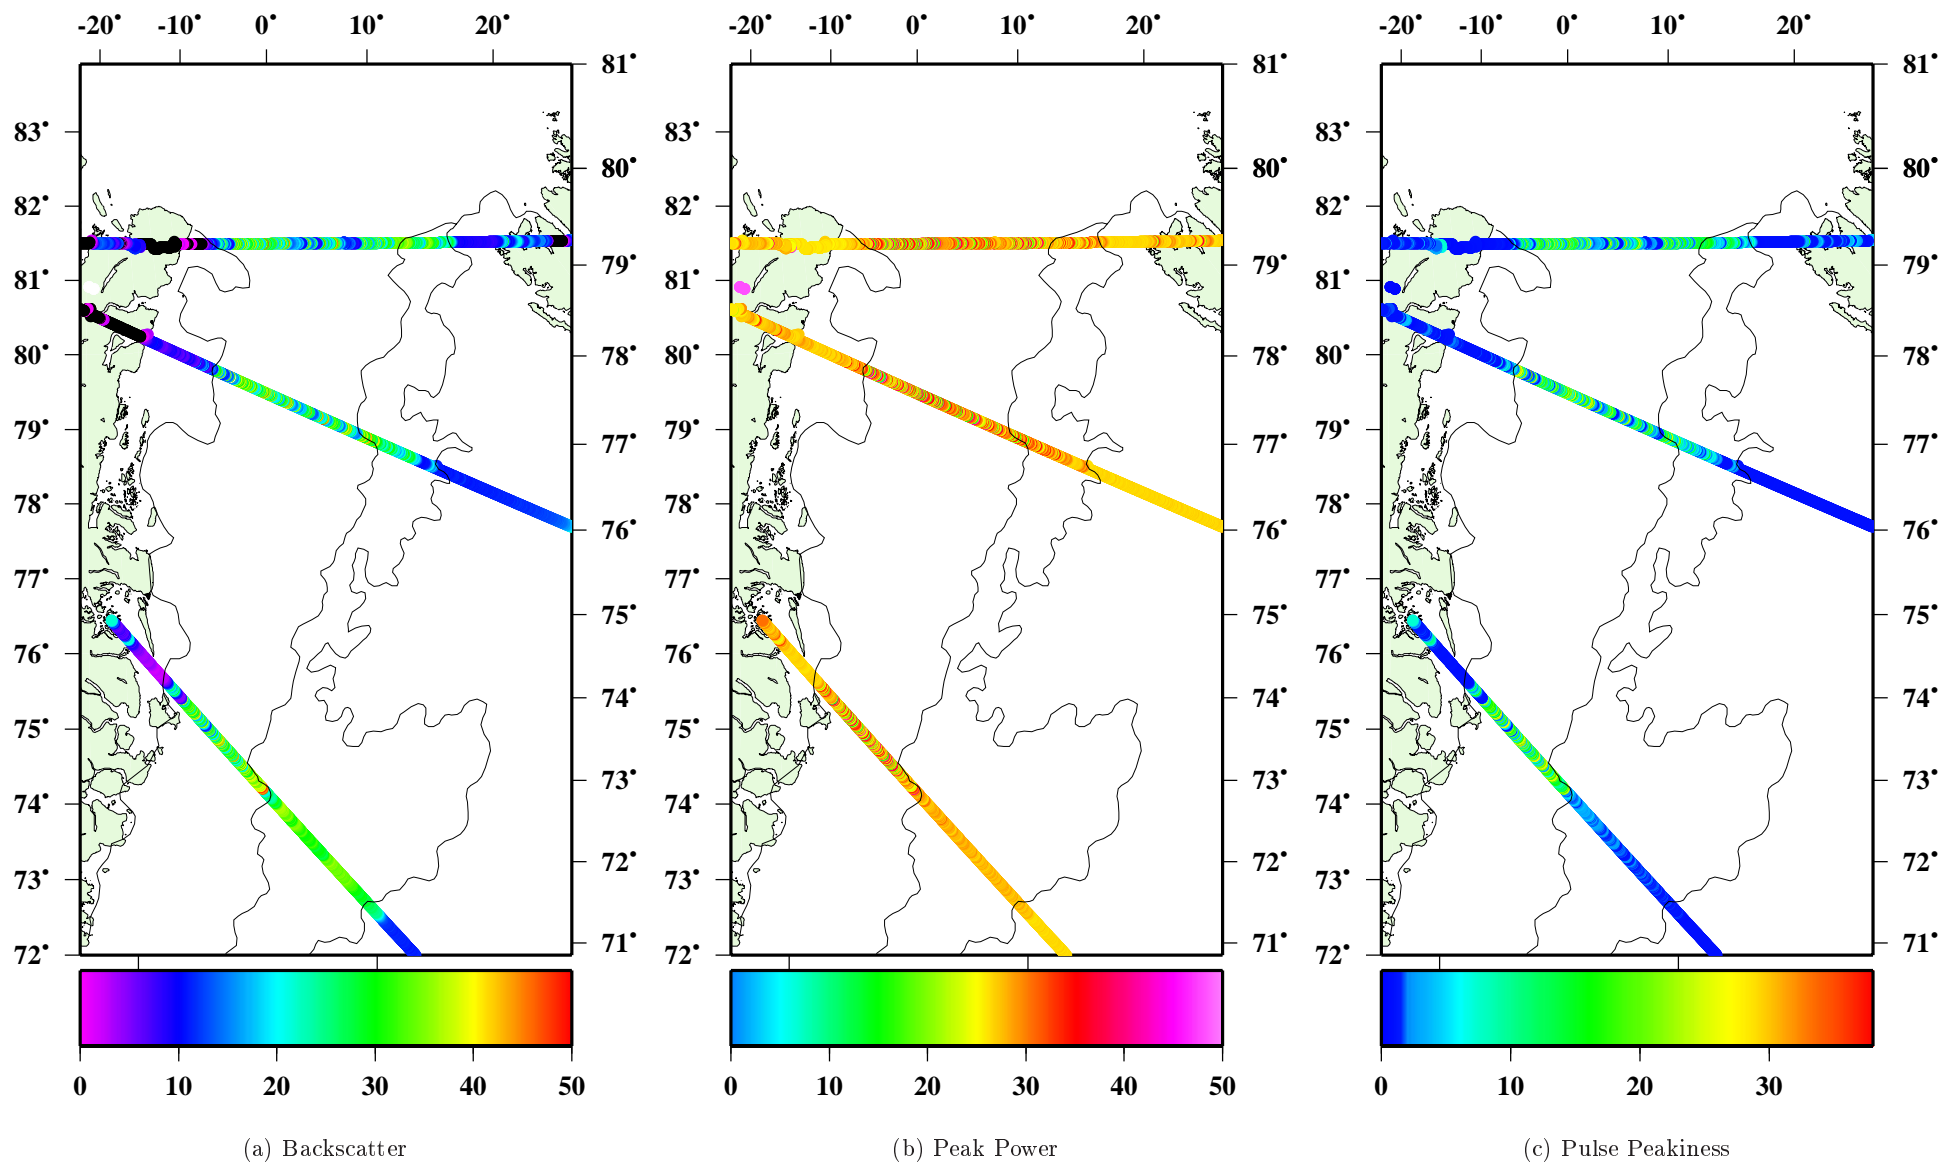 -20° -10° 0° 10° 20°
-20° -10° 0° 10° 20°
-20° -10° 0° 10° 20°
81° 81° 81°
83° 83° 83°
80° 80° 80°
82° 82° 82°
79° 79° 79°
81° 81° 81°
80° 78° 80° 78° 80° 78°
79° 77° 79° 77° 79° 77°
78° 76° 78° 76° 78° 76°
77° 75° 77° 75° 77° 75°
76° 74° 76° 74° 76° 74°
75° 73° 75° 73° 75° 73°
74° 72° 74° 72° 74° 72°
73° 71° 73° 71° 73° 71°
72° 72° 72°
0 10 20 30 40 50
0 10 20 30 40 50
0 10 20 30
(a) Backscatter
(b) Peak Power
(c) Pulse Peakiness